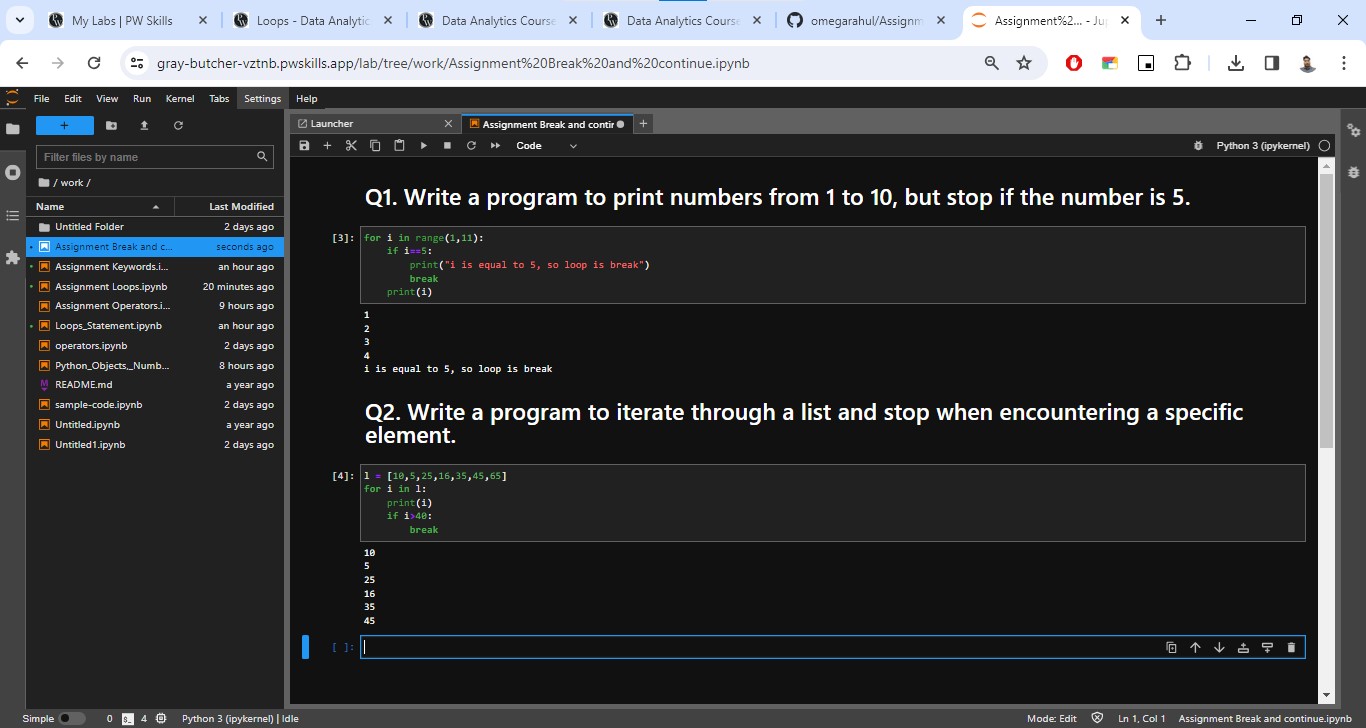 My Labs | PW Skills
Loops - Data Analytic
Data Analytics Course
Data Analytics Course
omegarahul/Assignm
Assignment%2... - Jup
gray-butcher-vztnb.pwskills.app/lab/tree/work/Assignment%20Break%20and%20continue.ipynb
File Edit View Run Kernel Tabs Settings Help
Launcher
Assignment Break and contir
Filter files by name
Code
Python 3 (ipykernel)
/ work /
Name Last Modified
Untitled Folder 2 days ago
Assignment Break and c... seconds ago
Assignment Keywords.i... an hour ago
Assignment Loops.ipynb 20 minutes ago
Assignment Operators.i... 9 hours ago
Loops_Statement.ipynb an hour ago
operators.ipynb 2 days ago
Python_Objects,_Numb... 8 hours ago
README.md a year ago
sample-code.ipynb 2 days ago
Untitled.ipynb a year ago
Untitled1.ipynb 2 days ago
Q1. Write a program to print numbers from 1 to 10, but stop if the number is 5.
[3]: for i in range(1,11):
if i==5:
print("i is equal to 5, so loop is break")
break
print(i)
1
2
3
4
i is equal to 5, so loop is break
Q2. Write a program to iterate through a list and stop when encountering a specific
element.
[4]: l = [10,5,25,16,35,45,65]
for i in l:
print(i)
if i>40:
break
10
5
25
16
35
45
[ ]:
Simple 0 $_ 4 Python 3 (ipykernel) | Idle
Mode: Edit Ln 1, Col 1 Assignment Break and continue.ipynb